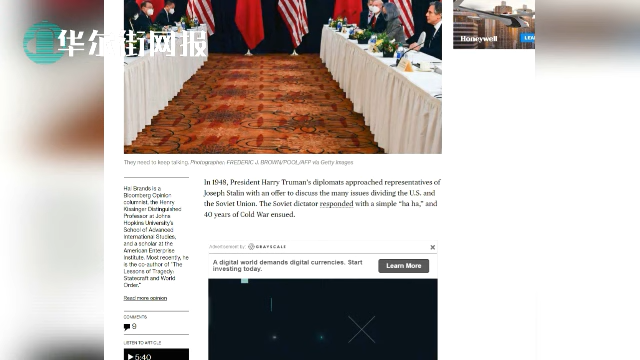 华尔街网报
Honeywell
They need to keep talking. Photographer: FREDERIC J. BROWN/POOL/AFP via Getty Images
Hal Brands is a
Bloomberg Opinion
columnist, the Henry
Kissinger Distinguished
Professor at Johns
Hopkins University's
School of Advanced
International Studies,
and a scholar at the
American Enterprise
Institute. Most recently, he
is the co-author of "The
Lessons of Tragedy:
Statecraft and World
Order."
Read more opinion
COMMENTS
9
LISTEN TO ARTICLE
5:40
In 1948, President Harry Truman's diplomats approached representatives of
Joseph Stalin with an offer to discuss the many issues dividing the U.S. and
the Soviet Union. The Soviet dictator responded with a simple "ha ha," and
40 years of Cold War ensued.
Advertisement by: GRAYSCALE
A digital world demands digital currencies. Start
investing today.
Learn More